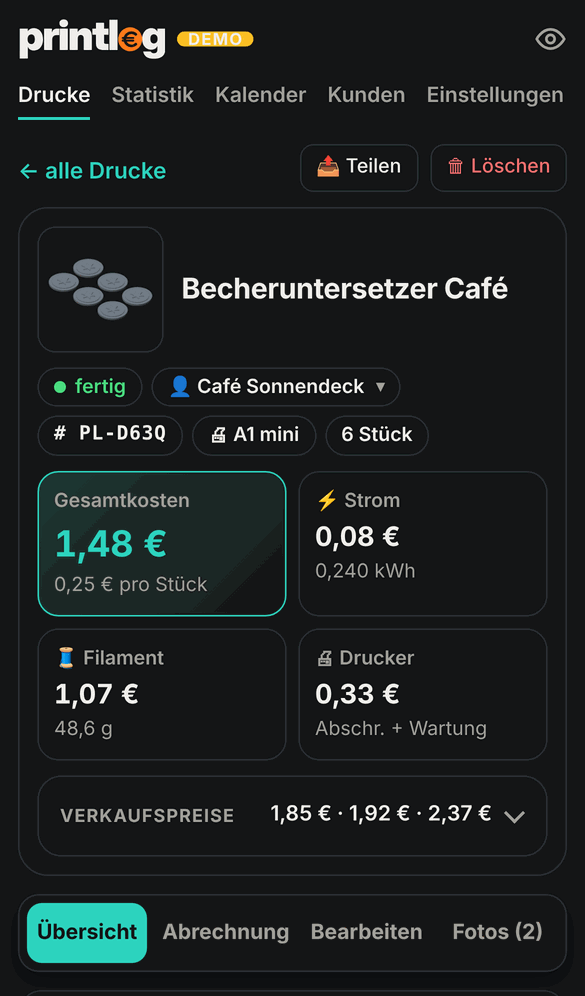 printl€g DEMO
Drucke Statistik Kalender Kunden Einstellungen
← alle Drucke
Teilen
Löschen
Becheruntersetzer Café
fertig
Café Sonnendeck ▼
# PL-D63Q
A1 mini
6 Stück
Gesamtkosten
1,48 €
0,25 € pro Stück
Strom
0,08 €
0,240 kWh
Filament
1,07 €
48,6 g
Drucker
0,33 €
Abschr. + Wartung
VERKAUFSPREISE 1,85 € · 1,92 € · 2,37 €
Übersicht Abrechnung Bearbeiten Fotos (2)